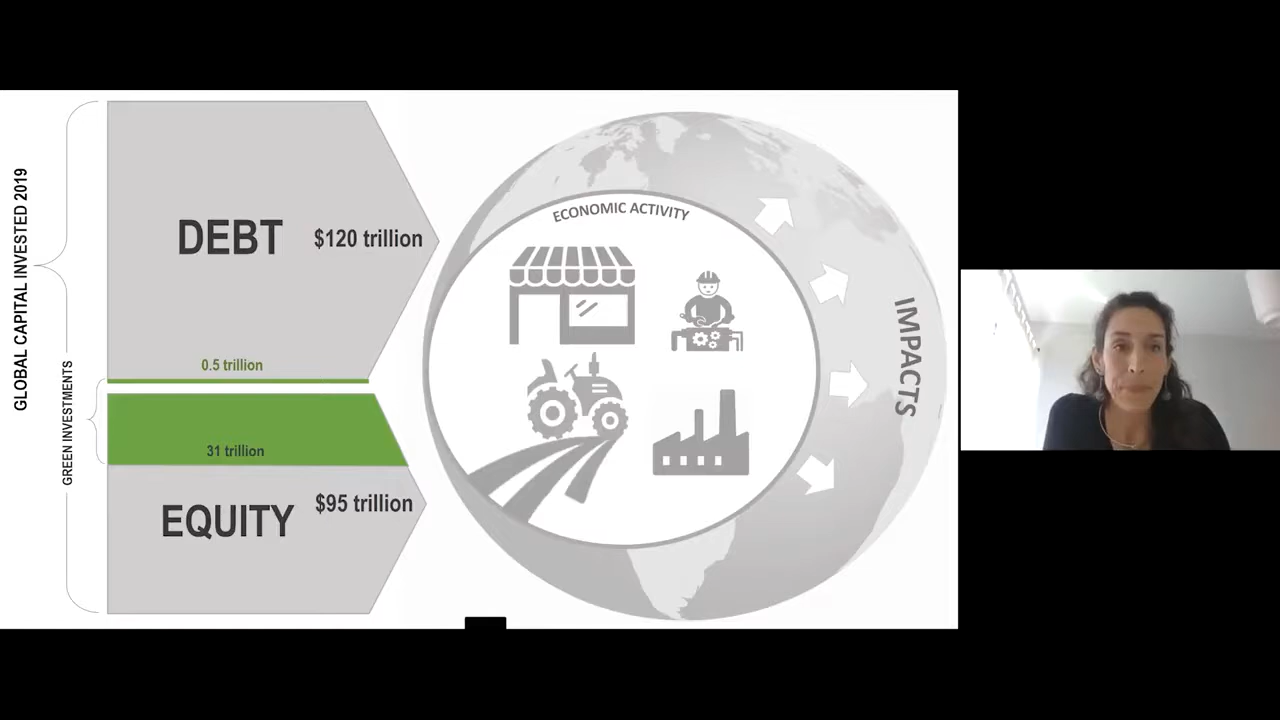 GLOBAL CAPITAL INVESTED 2019
GREEN INVESTMENTS
DEBT
$120 trillion
0.5 trillion
31 trillion
EQUITY
$95 trillion
ECONOMIC ACTIVITY
IMPACTS